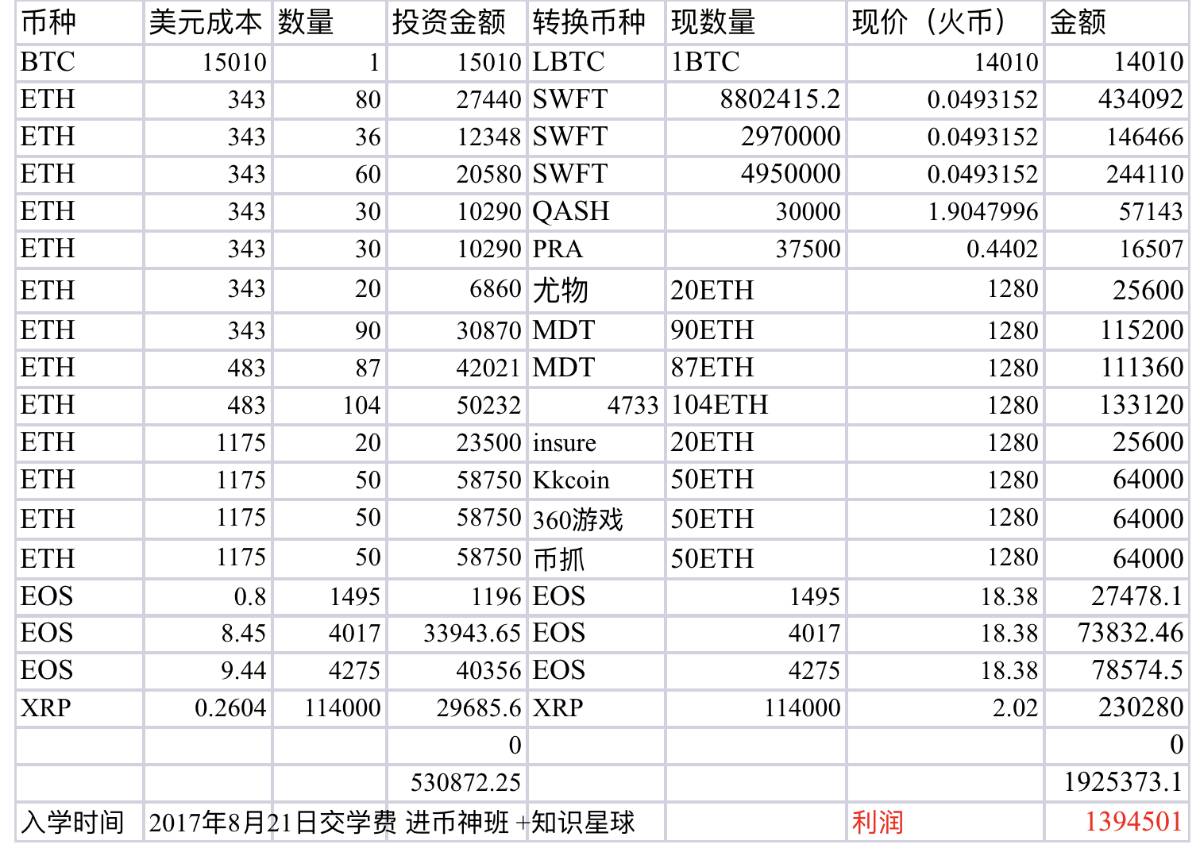 币种 美元成本 数量 投资金额 转换币种 现数量 现价（火币） 金额
BTC 15010 1 15010 LBTC 1BTC 14010 14010
ETH 343 80 27440 SWFT 8802415.2 0.0493152 434092
ETH 343 36 12348 SWFT 2970000 0.0493152 146466
ETH 343 60 20580 SWFT 4950000 0.0493152 244110
ETH 343 30 10290 QASH 30000 1.9047996 57143
ETH 343 30 10290 PRA 37500 0.4402 16507
ETH 343 20 6860 尤物 20ETH 1280 25600
ETH 343 90 30870 MDT 90ETH 1280 115200
ETH 483 87 42021 MDT 87ETH 1280 111360
ETH 483 104 50232 4733 104ETH 1280 133120
ETH 1175 20 23500 insure 20ETH 1280 25600
ETH 1175 50 58750 Kkcoin 50ETH 1280 64000
ETH 1175 50 58750 360游戏 50ETH 1280 64000
ETH 1175 50 58750 币抓 50ETH 1280 64000
EOS 0.8 1495 1196 EOS 1495 18.38 27478.1
EOS 8.45 4017 33943.65 EOS 4017 18.38 73832.46
EOS 9.44 4275 40356 EOS 4275 18.38 78574.5
XRP 0.2604 114000 29685.6 XRP 114000 2.02 230280
0 0
530872.25 1925373.1
入学时间 2017年8月21日交学费 进币神班 +知识星球 利润 1394501